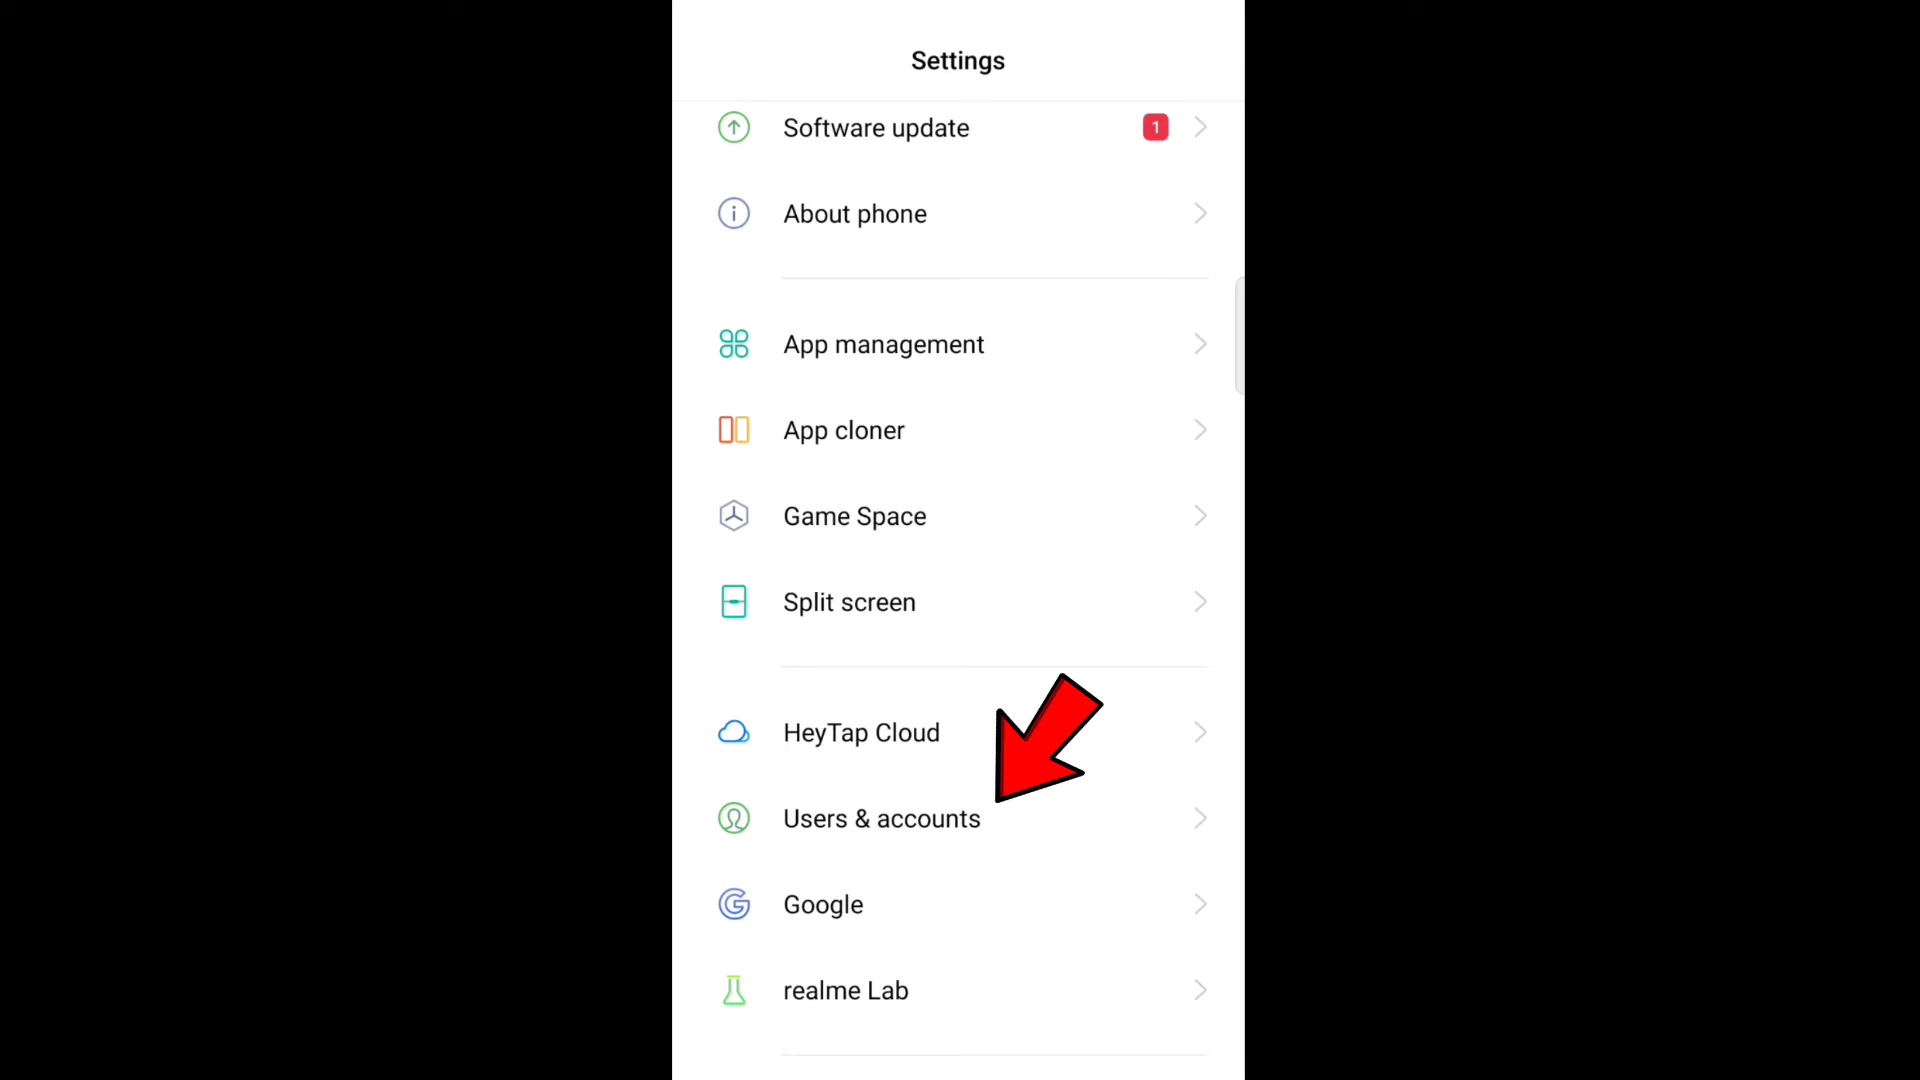 Settings
Software update 1
About phone
App management
App cloner
Game Space
Split screen
HeyTap Cloud
Users & accounts
Google
realme Lab